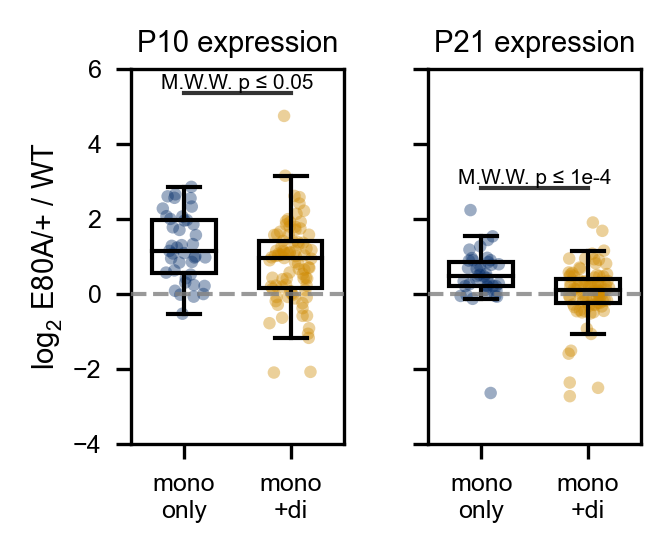 P10 expression
P21 expression
M.W.W. p ≤ 0.05
M.W.W. p ≤ 1e-4
log2 E80A/+ / WT
6
4
2
0
−2
−4
mono only
mono +di
mono only
mono +di